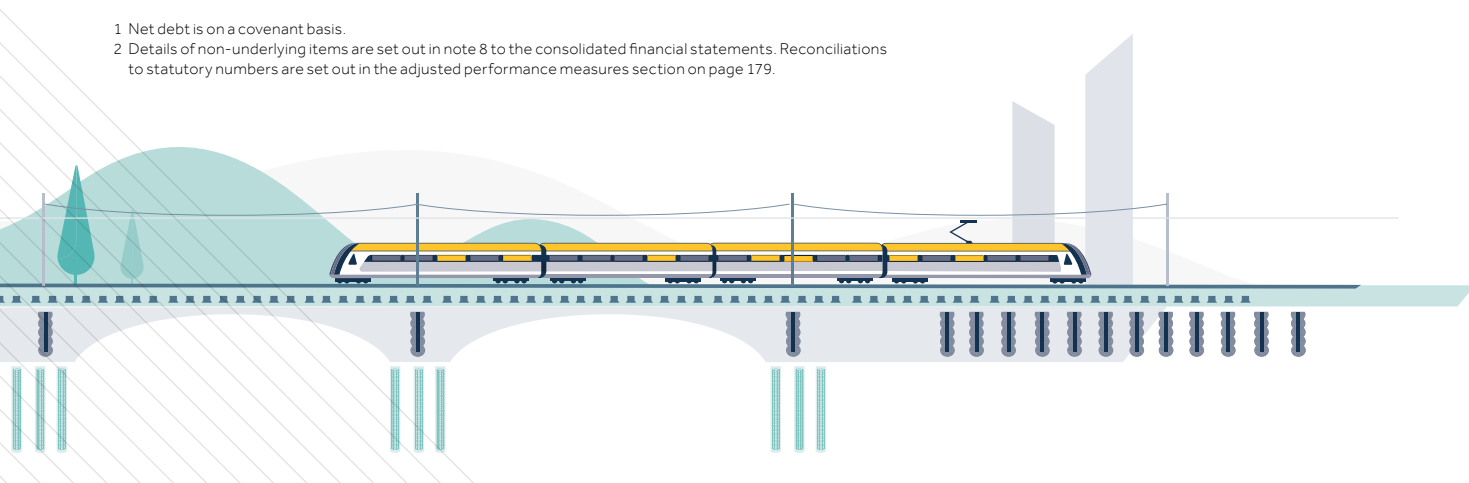 1 Net debt is on a covenant basis.
2 Details of non-underlying items are set out in note 8 to the consolidated financial statements. Reconciliations
to statutory numbers are set out in the adjusted performance measures section on page 179.